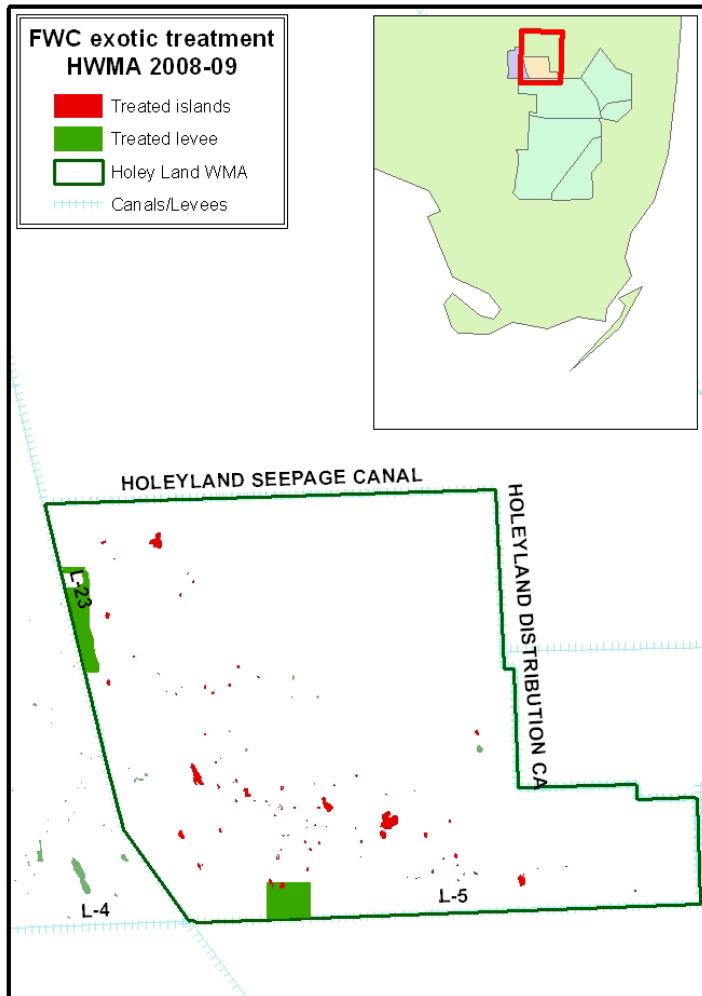 FWC exotic treatment
HWMA 2008-09
Treated islands
Treated levee
Holey Land WMA
Canals/Levees
HOLEYLAND SEEPAGE CANAL
HOLEYLAND DISTRIBUTION CA
L-23
L-4
L-5